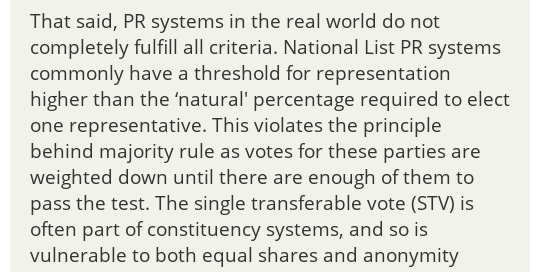 That said, PR systems in the real world do not
completely fulfill all criteria. National List PR systems
commonly have a threshold for representation
higher than the ‘natural' percentage required to elect
one representative. This violates the principle
behind majority rule as votes for these parties are
weighted down until there are enough of them to
pass the test. The single transferable vote (STV) is
often part of constituency systems, and so is
vulnerable to both equal shares and anonymity